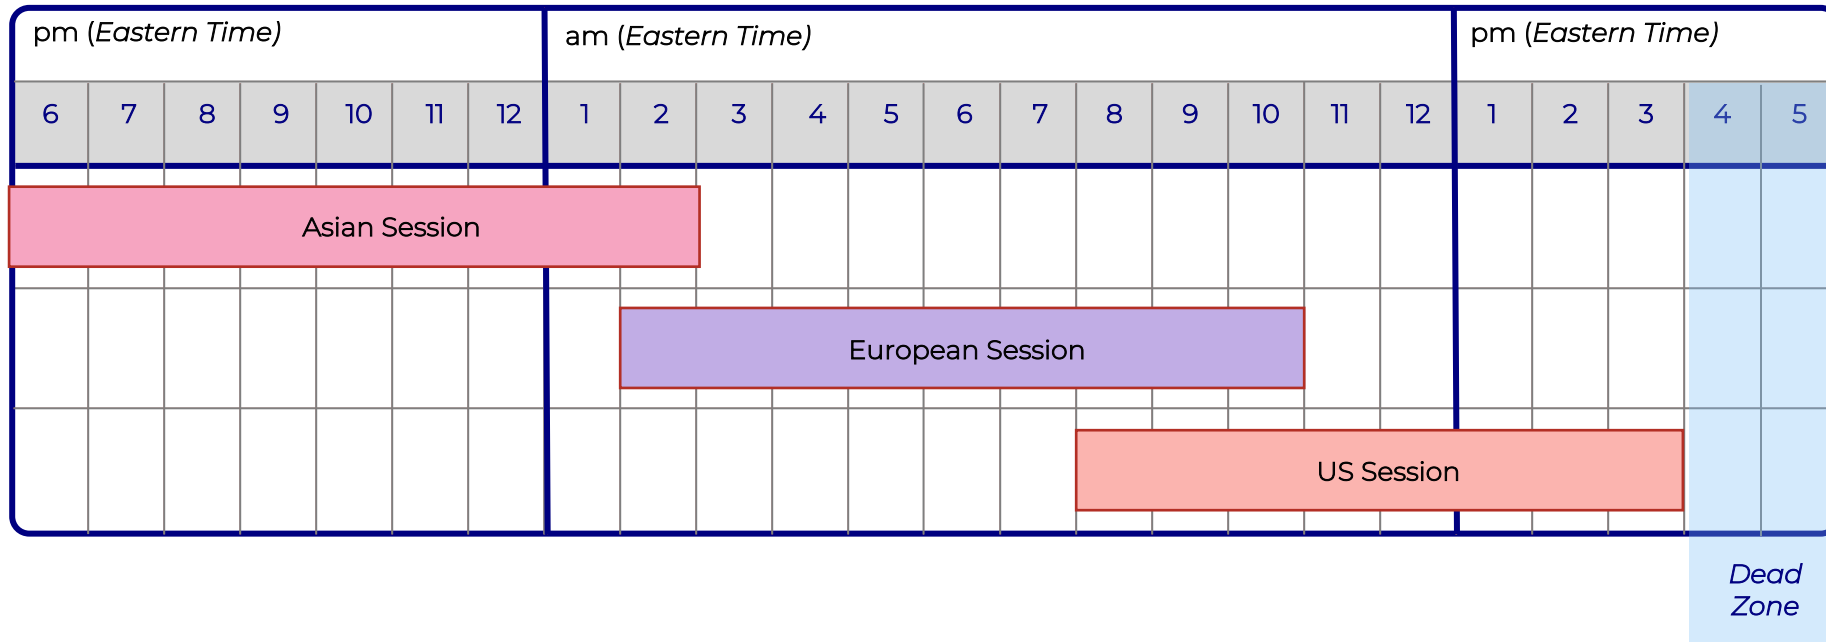 pm (Eastern Time)
am (Eastern Time)
pm (Eastern Time)
6 7 8 9 10 11 12 1 2 3 4 5 6 7 8 9 10 11 12 1 2 3 4 5
Asian Session
European Session
US Session
Dead
Zone